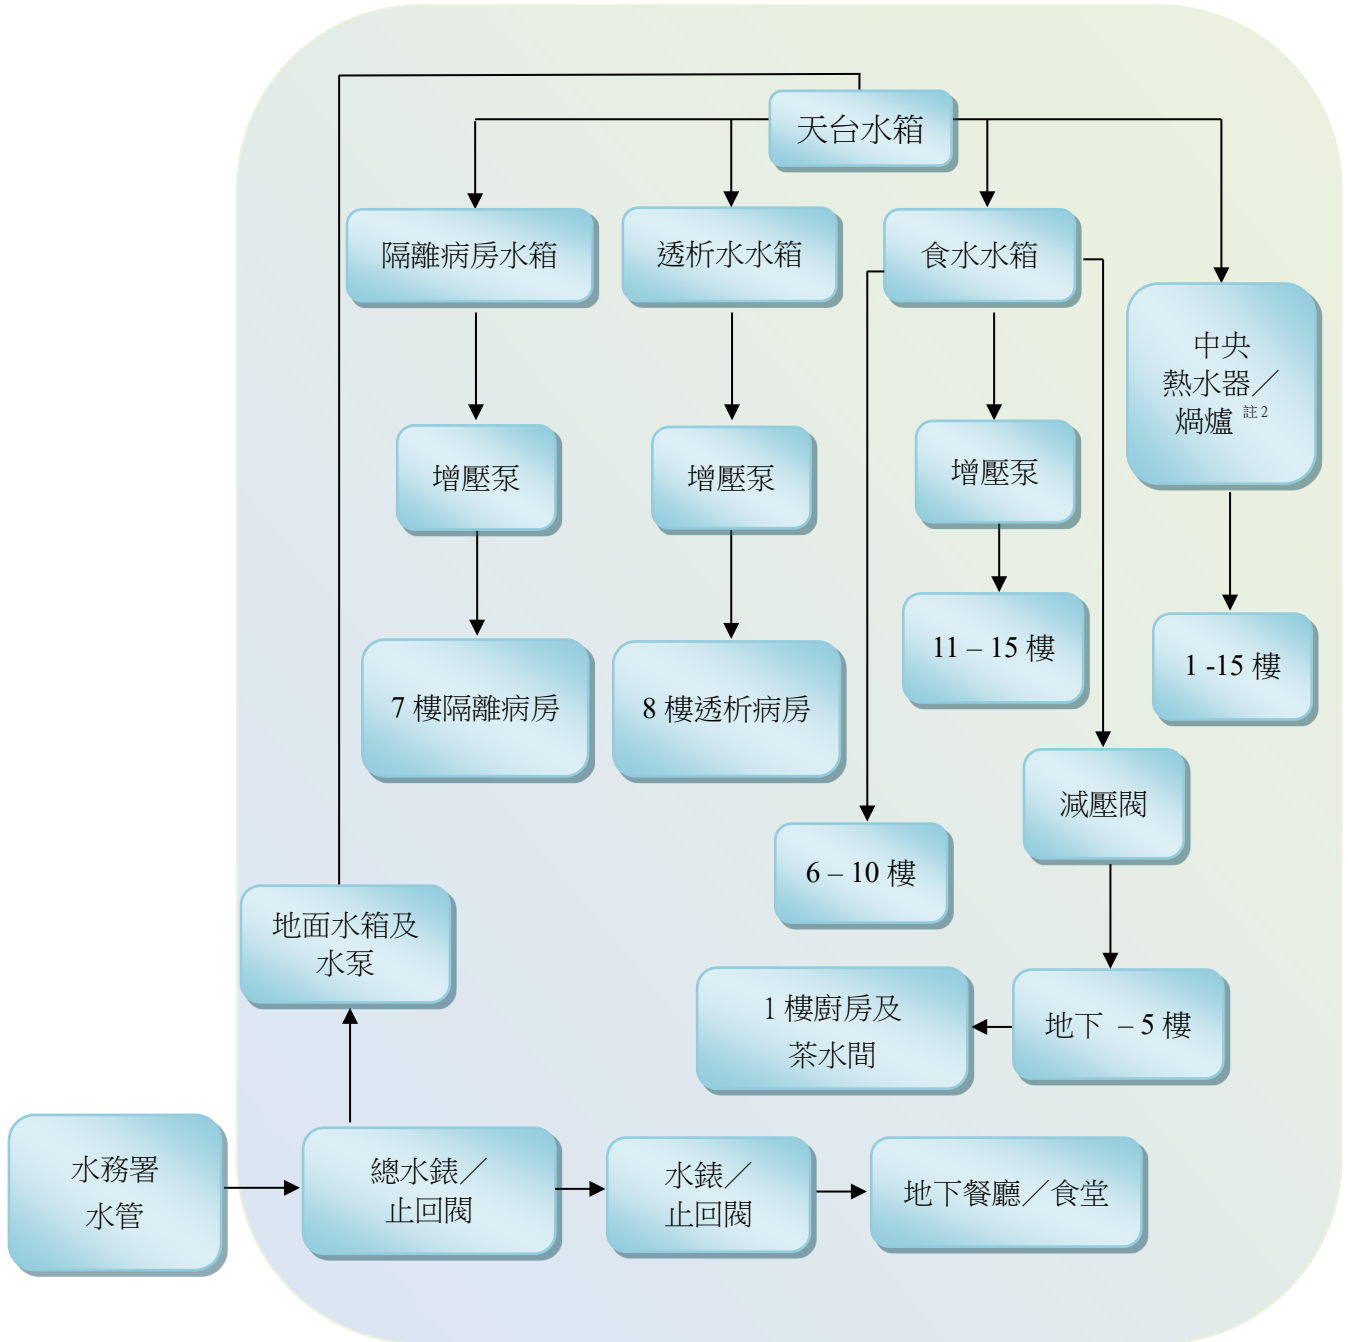 天台水箱
隔離病房水箱
透析水水箱
食水水箱
中央
熱水器／
焗爐 註2
增壓泵
增壓泵
增壓泵
11 – 15 樓
1 -15 樓
7 樓隔離病房
8 樓透析病房
減壓閥
6 – 10 樓
地面水箱及
水泵
1 樓廚房及
茶水間
地下 – 5 樓
水務署
水管
總水錶／
止回閥
水錶／
止回閥
地下餐廳／食堂